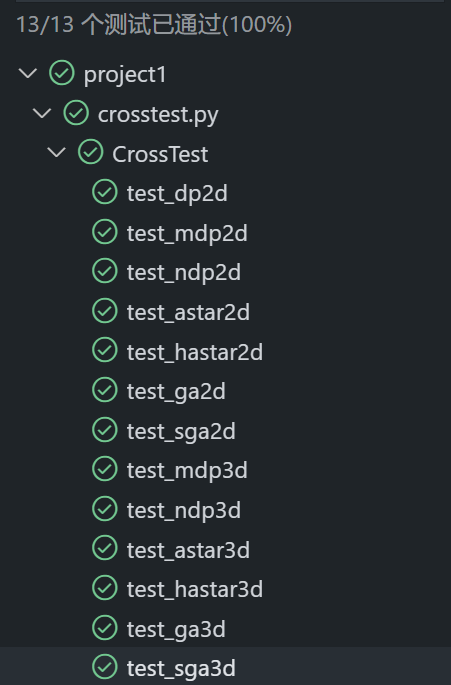 13/13 个测试已通过(100%)
project1
crosstest.py
CrossTest
test_dp2d
test_mdp2d
test_ndp2d
test_astar2d
test_hastar2d
test_ga2d
test_sga2d
test_mdp3d
test_ndp3d
test_astar3d
test_hastar3d
test_ga3d
test_sga3d